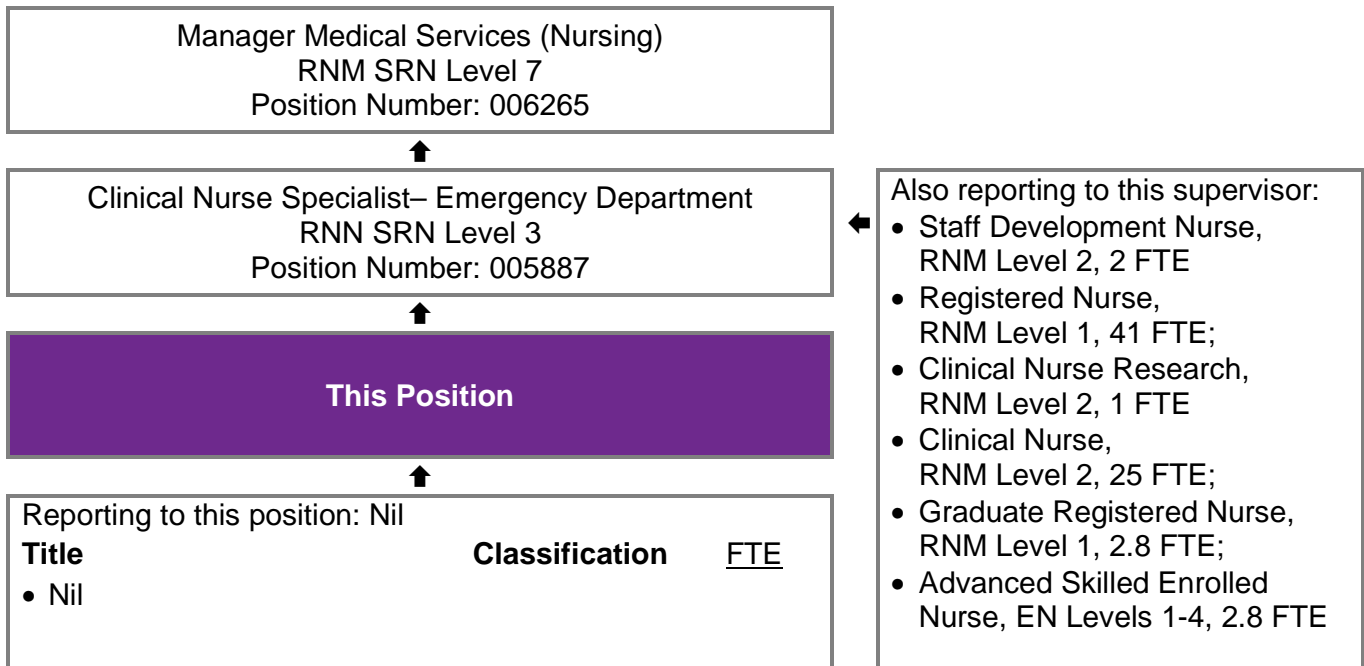 Manager Medical Services (Nursing)
RNM SRN Level 7
Position Number: 006265
Clinical Nurse Specialist– Emergency Department
RNN SRN Level 3
Position Number: 005887
This Position
Reporting to this position: Nil
Title Classification FTE
• Nil
Also reporting to this supervisor:
• Staff Development Nurse,
RNM Level 2, 2 FTE
• Registered Nurse,
RNM Level 1, 41 FTE;
• Clinical Nurse Research,
RNM Level 2, 1 FTE
• Clinical Nurse,
RNM Level 2, 25 FTE;
• Graduate Registered Nurse,
RNM Level 1, 2.8 FTE;
• Advanced Skilled Enrolled
Nurse, EN Levels 1-4, 2.8 FTE